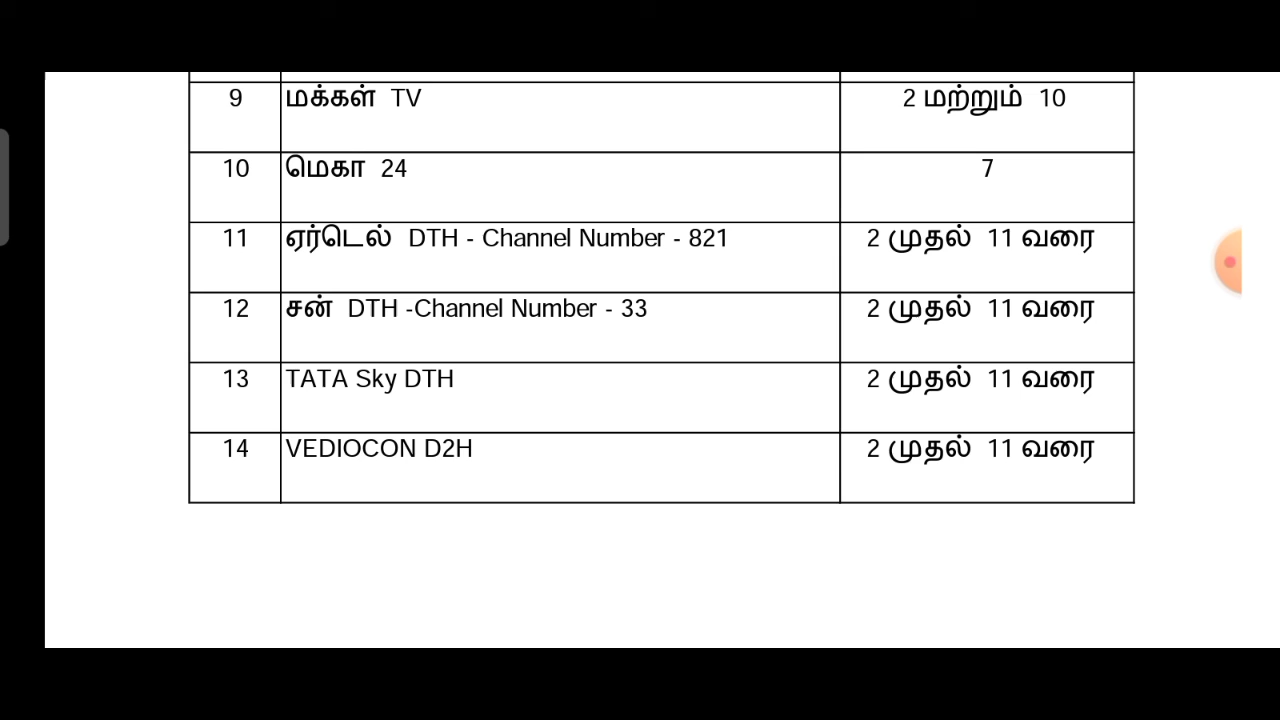 9 மக்கள் TV 2 மற்றும் 10
10 மெகா 24 7
11 ஏர்டெல் DTH - Channel Number - 821 2 முதல் 11 வரை
12 சன் DTH -Channel Number - 33 2 முதல் 11 வரை
13 TATA Sky DTH 2 முதல் 11 வரை
14 VEDIOCON D2H 2 முதல் 11 வரை